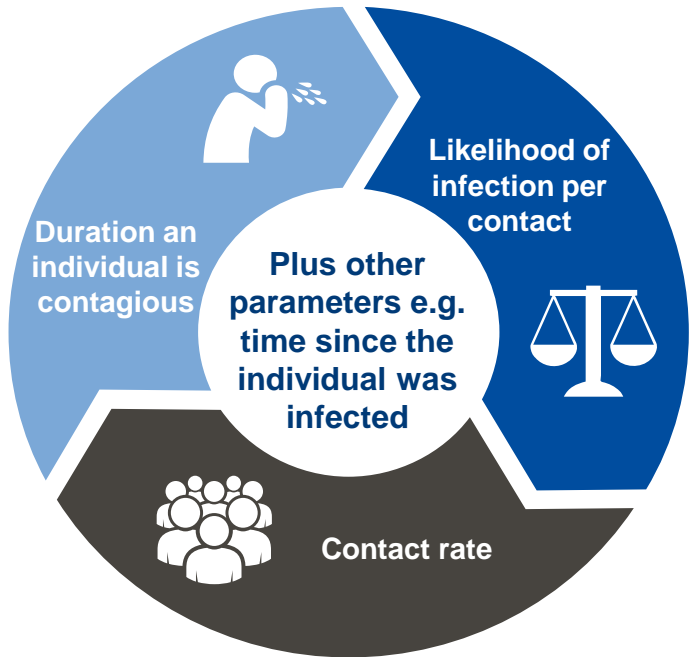 Likelihood of
infection per
contact
Duration an
individual is
contagious
Plus other
parameters e.g.
time since the
individual was
infected
Contact rate